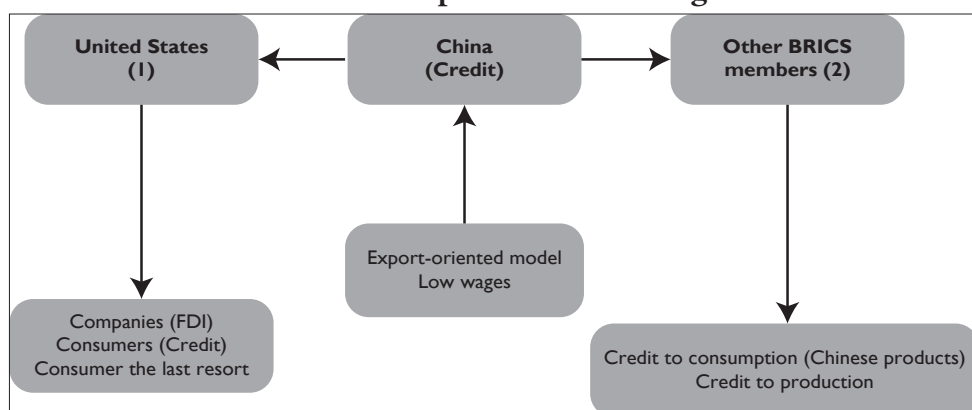 United States
(1)
China
(Credit)
Other BRICS
members (2)
Export-oriented model
Low wages
Companies (FDI)
Consumers (Credit)
Consumer the last resort
Credit to consumption (Chinese products)
Credit to production